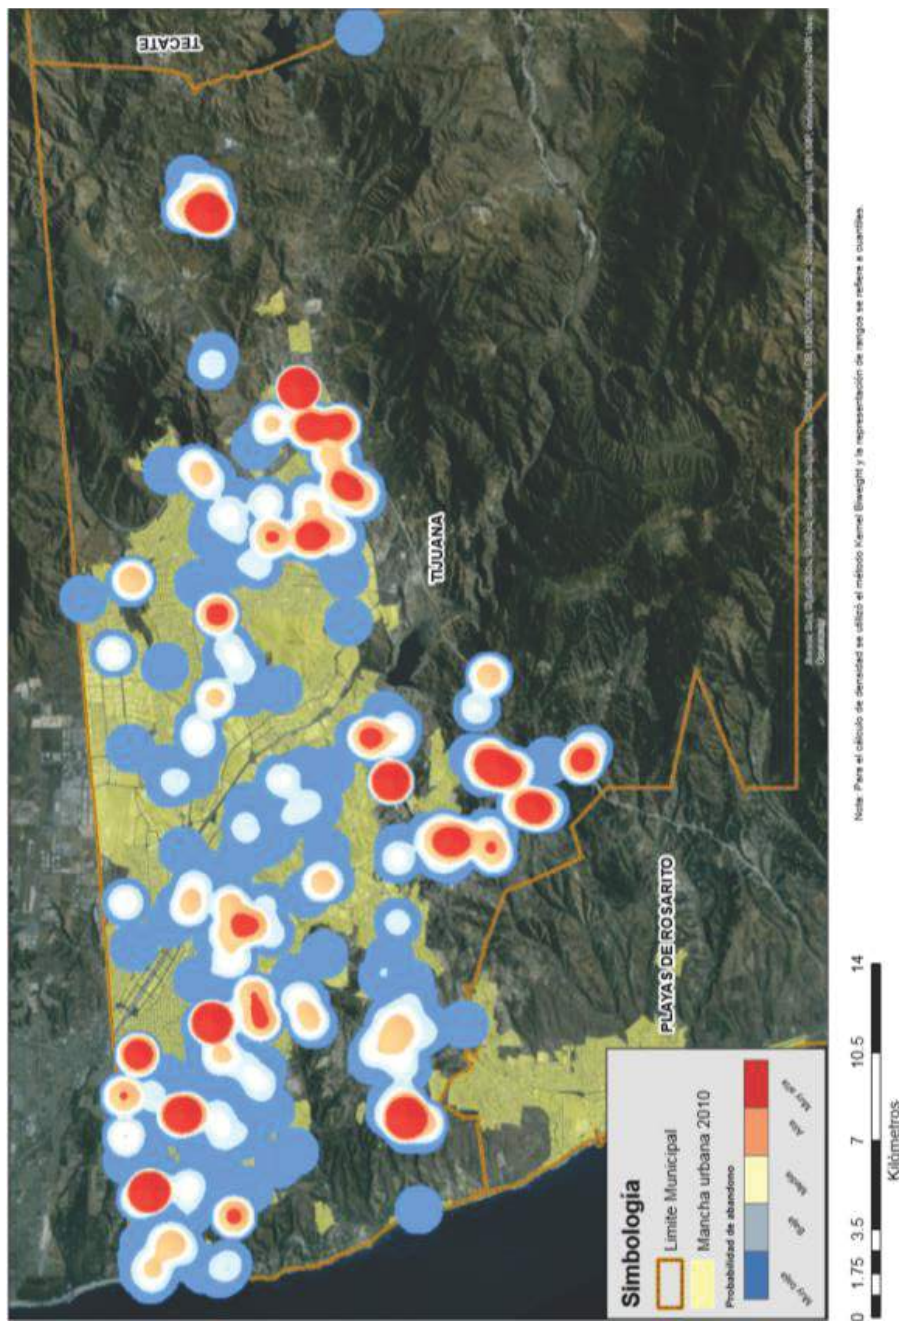 TECATE
TIJUANA
PLAYAS DE ROSARITO
Simbología
Limite Municipal
Mancha urbana 2010
Probabilidad de abandono
Muy baja
Baja
Media
Alta
Muy alta
Nota: Para el cálculo de densidad se utilizó el método Kernel Biweight y la representación de rangos se refiere a cuantiles.
0 1.75 3.5 7 10.5 14
Kilómetros